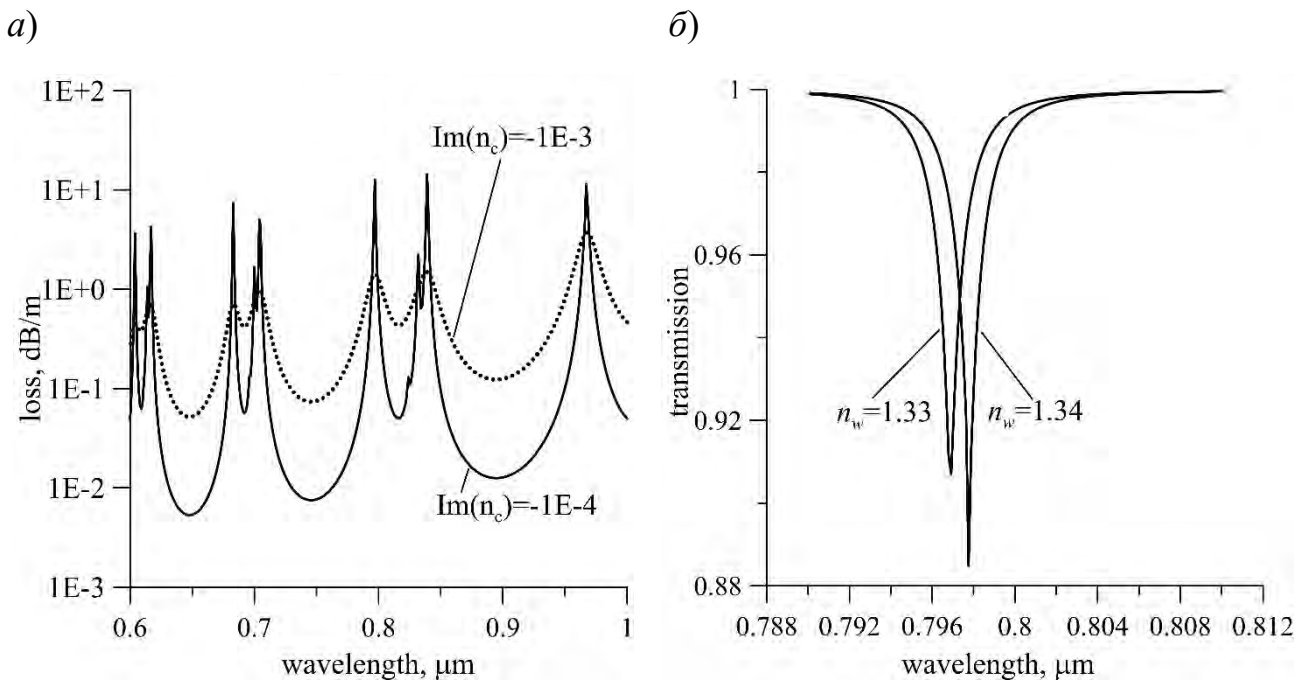 а)
1E+2
1E+1
1E+0
1E-1
1E-2
1E-3
loss, dB/m
Im(n_c)=-1E-3
Im(n_c)=-1E-4
0.6 0.7 0.8 0.9 1
wavelength, μm
б)
1
0.96
0.92
0.88
transmission
n_w=1.33
n_w=1.34
0.788 0.792 0.796 0.8 0.804 0.808 0.812
wavelength, μm